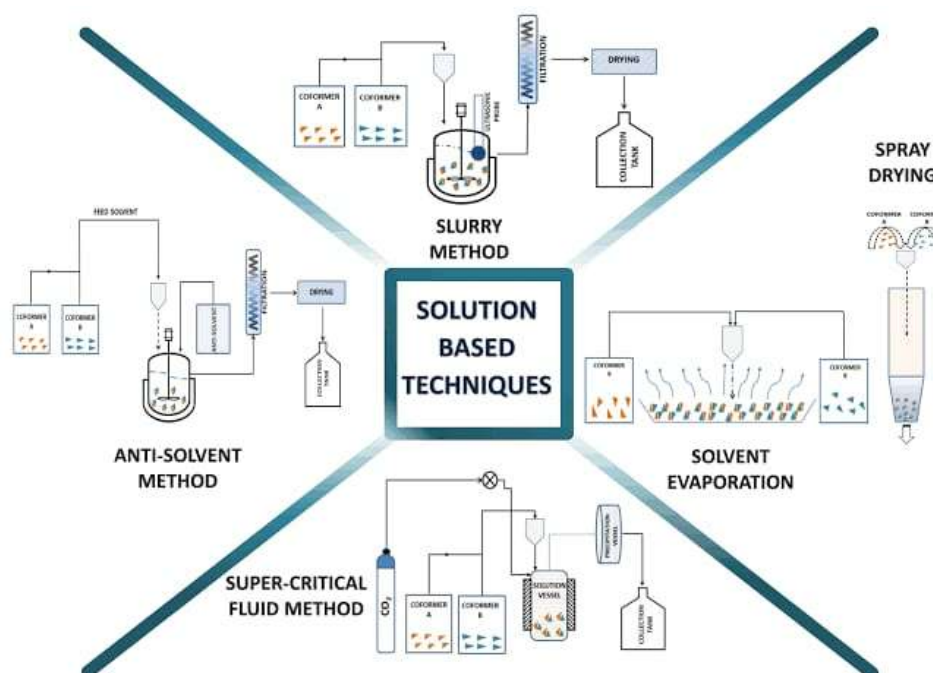 COFORMER
A
COFORMER
B
ULTRASONIC
PROBE
FILTRATION
DRYING
COLLECTION
TANK
SLURRY
METHOD
SPRAY
DRYING
COFORMER
A
COFORMER
B
FEED SOLVENT
COFORMER
A
COFORMER
B
ANTI-SOLVENT
FILTRATION
DRYING
COLLECTION
TANK
ANTI-SOLVENT
METHOD
SOLUTION
BASED
TECHNIQUES
COFORMER
COFORMER
SOLVENT
EVAPORATION
SUPER-CRITICAL
FLUID METHOD
CO2
COFORMER
A
COFORMER
B
SOLUTION
VESSEL
PRECIPITATION
VESSEL
COLLECTION
TANK